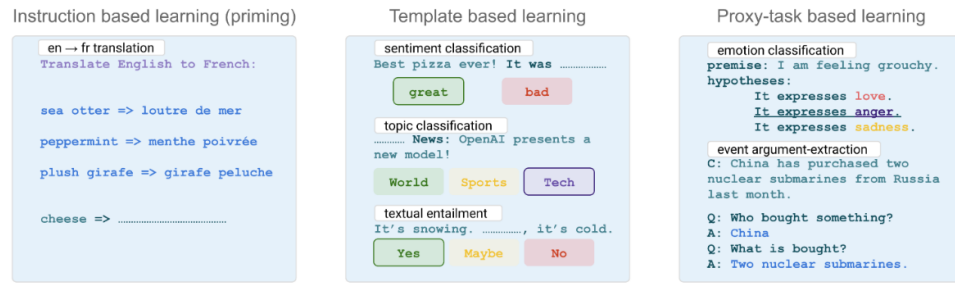 Instruction based learning (priming)
en → fr translation
Translate English to French:
sea otter => loutre de mer
peppermint => menthe poivrée
plush girafe => girafe peluche
cheese => ..............................
Template based learning
sentiment classification
Best pizza ever! It was ..............
great
bad
topic classification
.......... News: OpenAI presents a
new model!
World
Sports
Tech
textual entailment
It's snowing. .........., it's cold.
Yes
Maybe
No
Proxy-task based learning
emotion classification
premise: I am feeling grouchy.
hypotheses:
It expresses love.
It expresses anger.
It expresses sadness.
event argument-extraction
C: China has purchased two
nuclear submarines from Russia
last month.
Q: Who bought something?
A: China
Q: What is bought?
A: Two nuclear submarines.